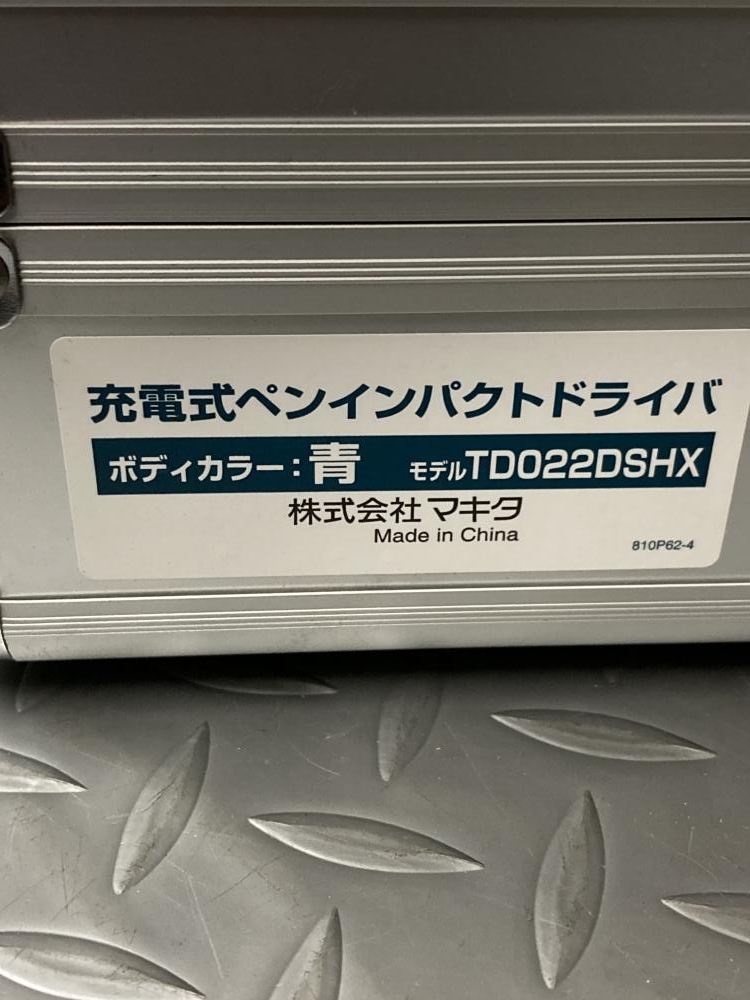 充電式ペンインパクトドライバ
ボディカラー：青 モデルTD022DSHX
株式会社マキタ
Made in China
810P62-4